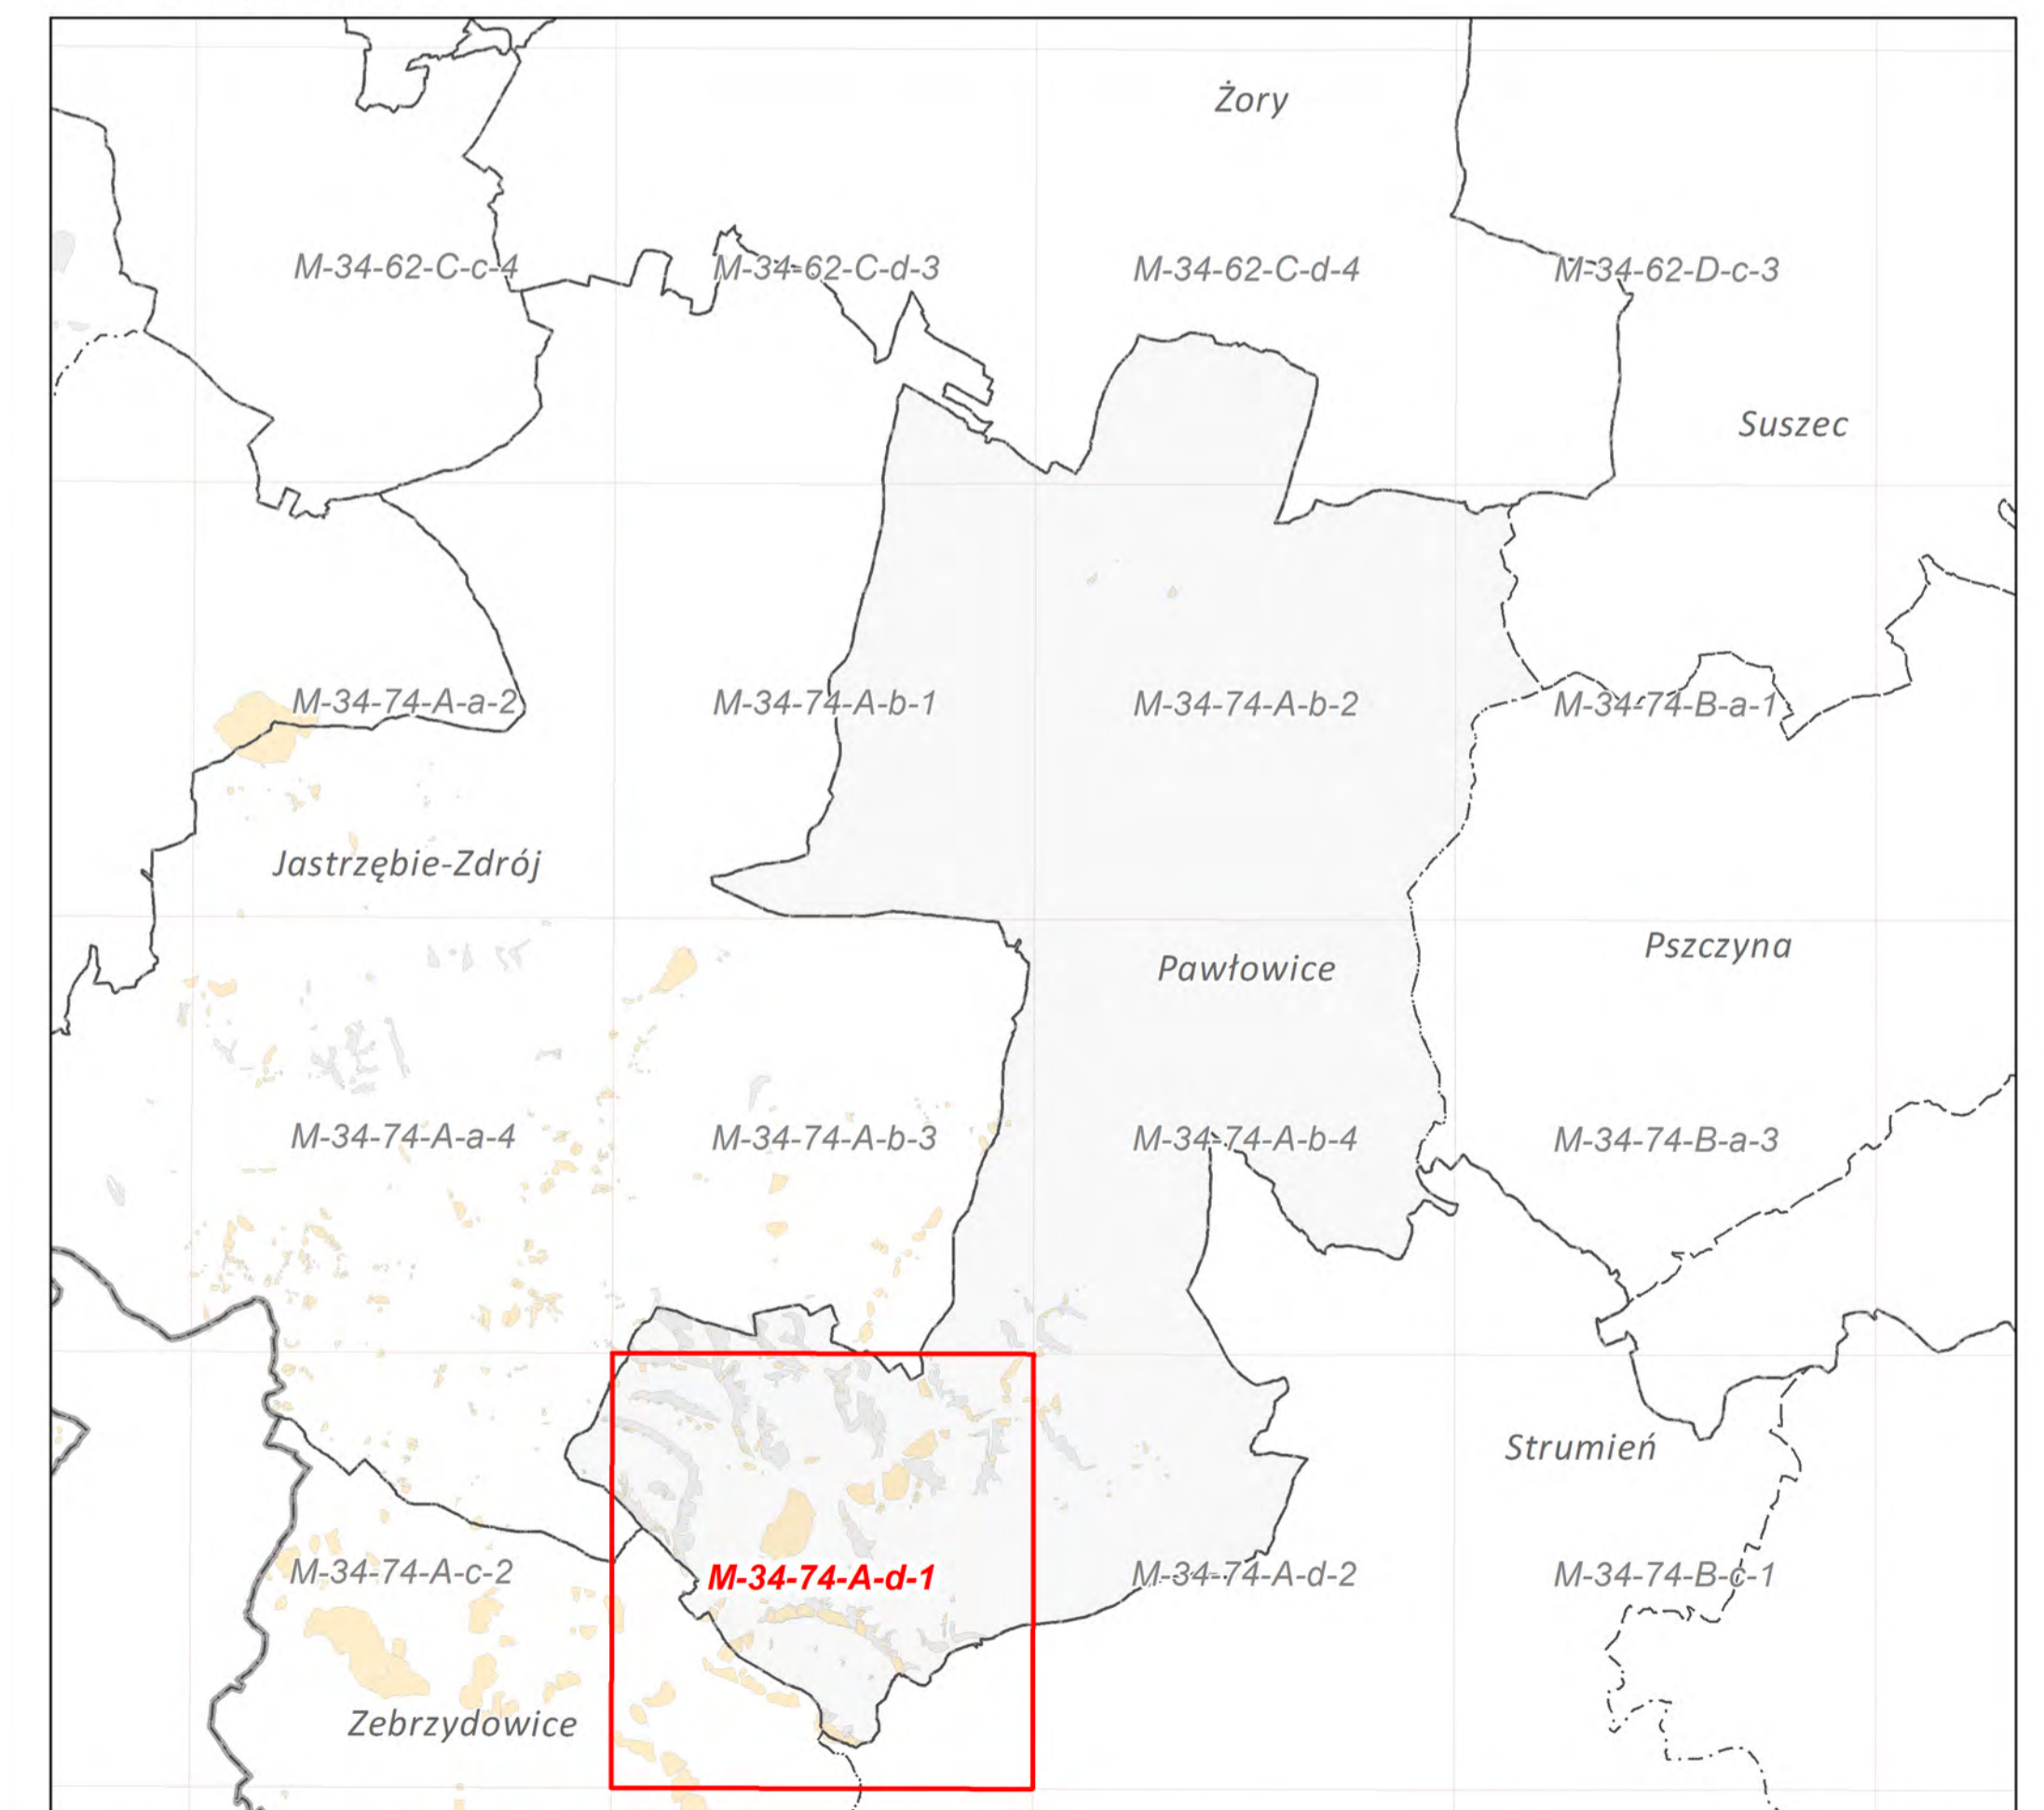 Żory
M-34-62-C-c-4
M-34-62-C-d-3
M-34-62-C-d-4
M-34-62-D-c-3
Suszec
M-34-74-A-a-2
M-34-74-A-b-1
M-34-74-A-b-2
M-34-74-B-a-1
Jastrzębie-Zdrój
Pawłowice
Pszczyna
M-34-74-A-a-4
M-34-74-A-b-3
M-34-74-A-b-4
M-34-74-B-a-3
Strumień
M-34-74-A-c-2
M-34-74-A-d-1
M-34-74-A-d-2
M-34-74-B-c-1
Zebrzydowice